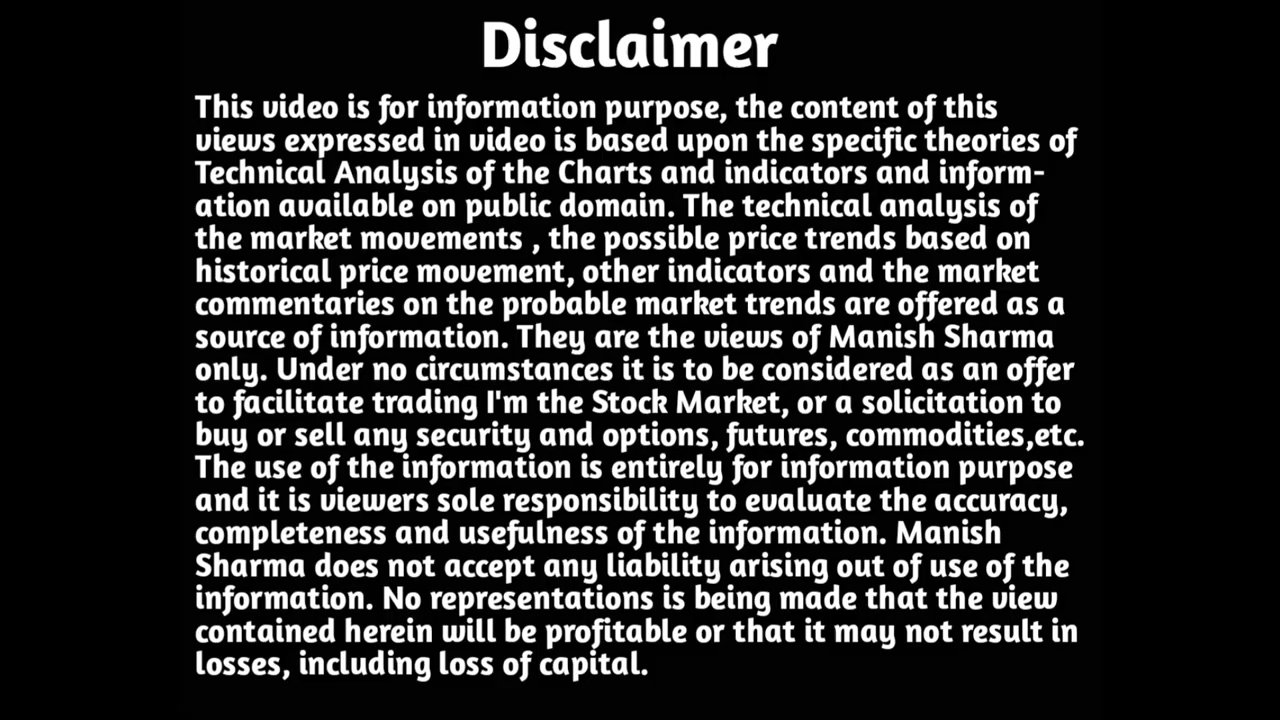 Disclaimer
This video is for information purpose, the content of this
views expressed in video is based upon the specific theories of
Technical Analysis of the Charts and indicators and inform-
ation available on public domain. The technical analysis of
the market movements , the possible price trends based on
historical price movement, other indicators and the market
commentaries on the probable market trends are offered as a
source of information. They are the views of Manish Sharma
only. Under no circumstances it is to be considered as an offer
to facilitate trading I'm the Stock Market, or a solicitation to
buy or sell any security and options, futures, commodities,etc.
The use of the information is entirely for information purpose
and it is viewers sole responsibility to evaluate the accuracy,
completeness and usefulness of the information. Manish
Sharma does not accept any liability arising out of use of the
information. No representations is being made that the view
contained herein will be profitable or that it may not result in
losses, including loss of capital.